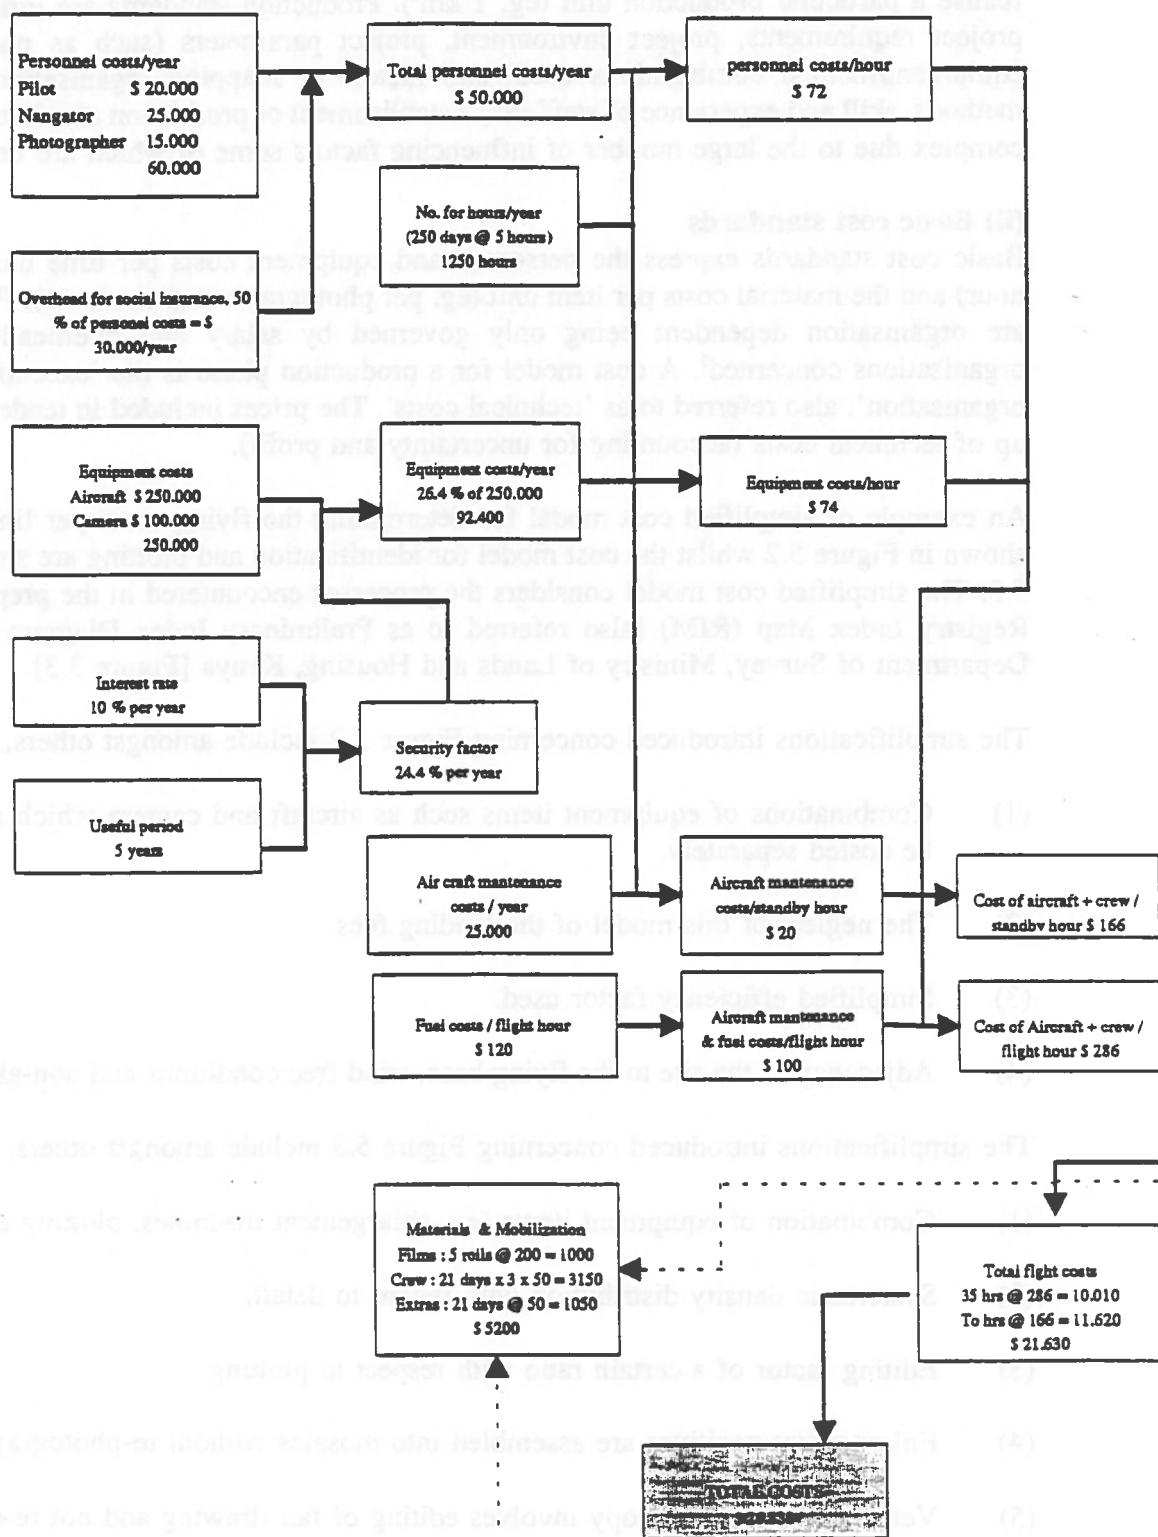 Personnel costs/year
Pilot $ 20.000
Nangator 25.000
Photographer 15.000
60.000
Total personnel costs/year
$ 50.000
personnel costs/hour
$ 72
No. for hours/year
(250 days @ 5 hours)
1250 hours
Overhead for social insurance, 50
% of personel costs = $
30.000/year
Equipment costs
Aircraft $ 250.000
Camera $ 100.000
250.000
Equipment costs/year
26.4 % of 250.000
92.400
Equipment costs/hour
$ 74
Interest rate
10 % per year
Security factor
24.4 % per year
Useful period
5 years
Air craft mantenance
costs / year
25.000
Aircraft mantenance
costs/standby hour
$ 20
Cost of aircraft + crew /
standby hour $ 166
Fuel costs / flight hour
$ 120
Aircraft mantenance
& fuel costs/flight hour
$ 100
Cost of Aircraft + crew /
flight hour $ 286
Materials & Mobilization
Films : 5 rolls @ 200 = 1000
Crew : 21 days x 3 x 50 = 3150
Extras : 21 days @ 50 = 1050
$ 5200
Total flght costs
35 hrs @ 286 = 10.010
To hrs @ 166 = 11.620
$ 21.630
TOTAL COSTS